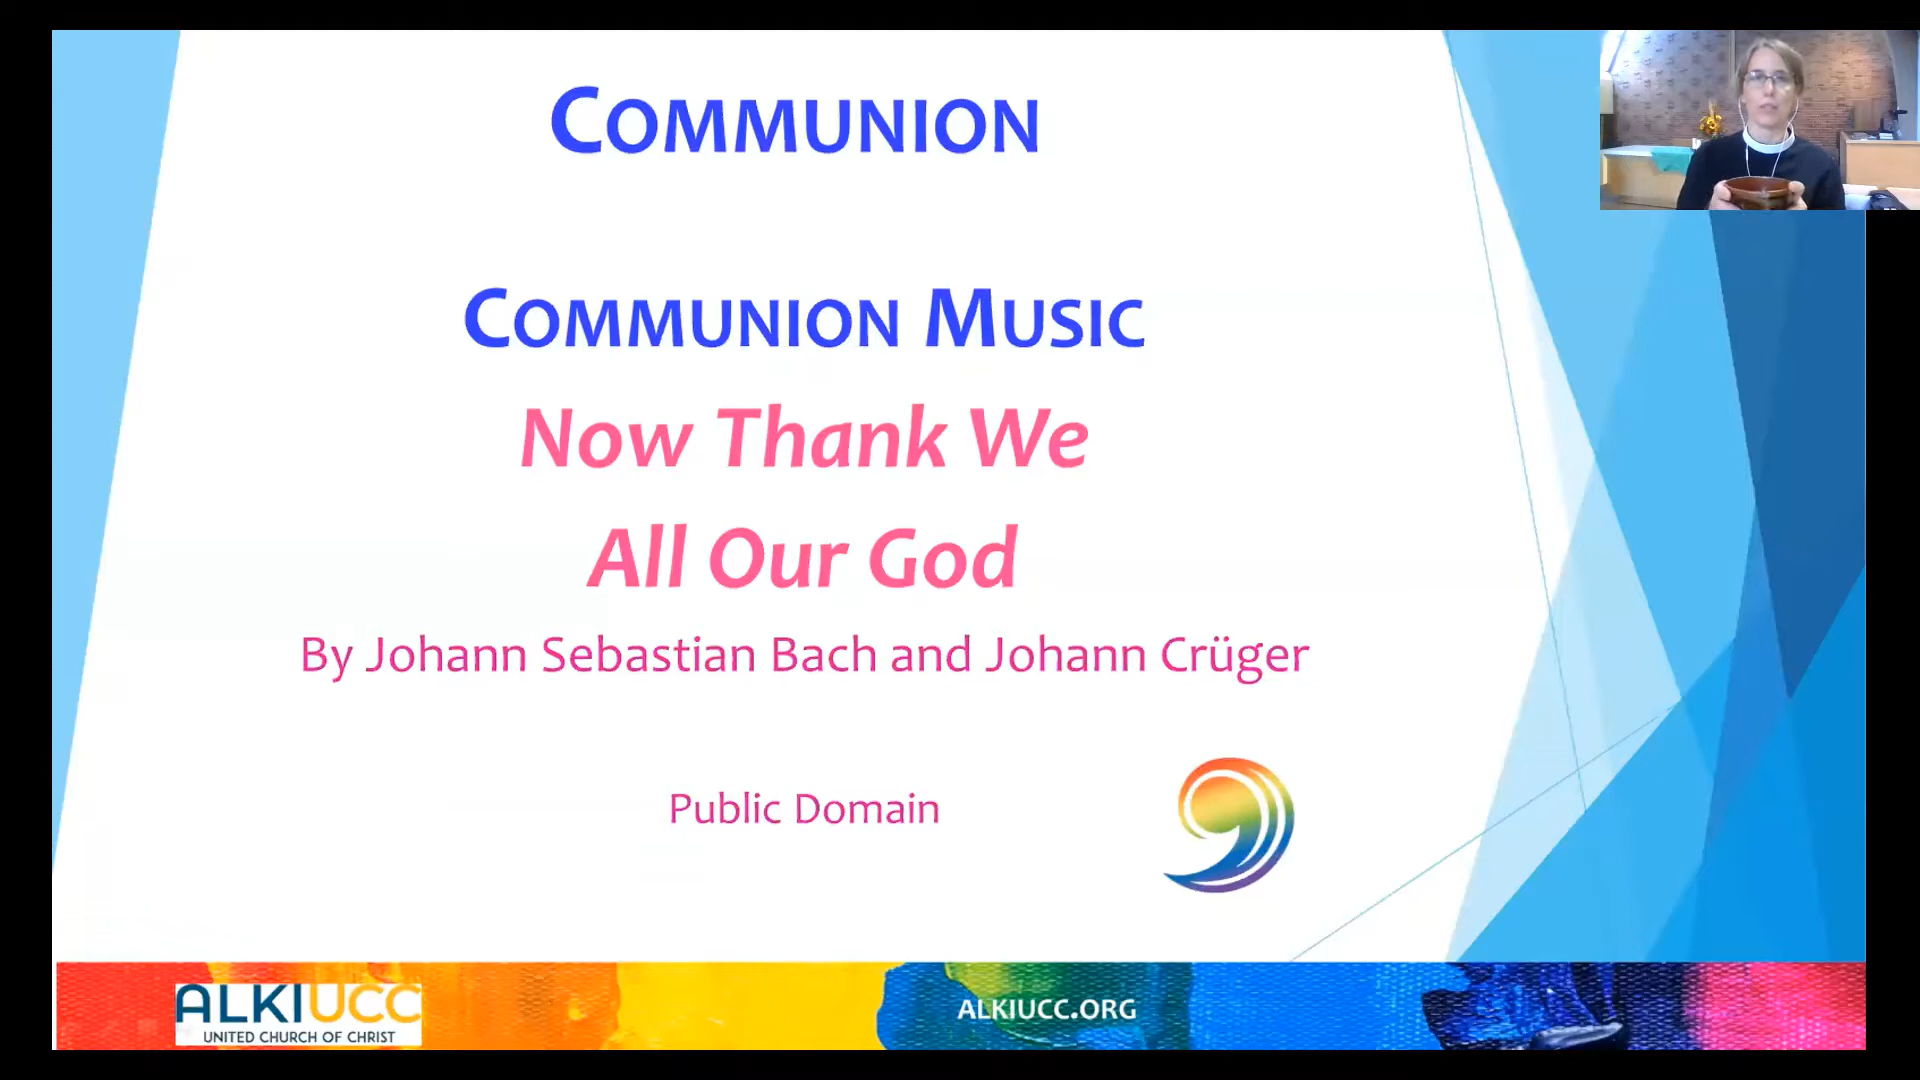 COMMUNION
COMMUNION MUSIC
Now Thank We
All Our God
By Johann Sebastian Bach and Johann Crüger
Public Domain
ALKIUCC
UNITED CHURCH OF CHRIST
ALKIUCC.ORG